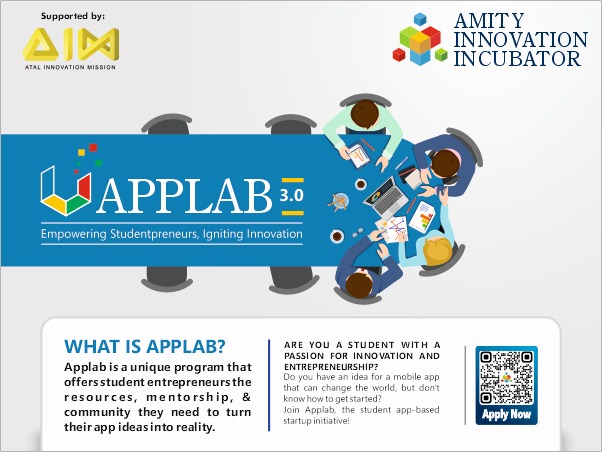 Supported by:
AIM
ATAL INNOVATION MISSION
AMITY
INNOVATION
INCUBATOR
APPLAB 3.0
Empowering Studentpreneurs, Igniting Innovation
WHAT IS APPLAB?
Applab is a unique program that
offers student entrepreneurs the
resources, mentorship, &
community they need to turn
their app ideas into reality.
ARE YOU A STUDENT WITH A
PASSION FOR INNOVATION AND
ENTREPRENEURSHIP?
Do you have an idea for a mobile app
that can change the world, but don't
know how to get started?
Join Applab, the student app-based
startup initiative!
Apply Now